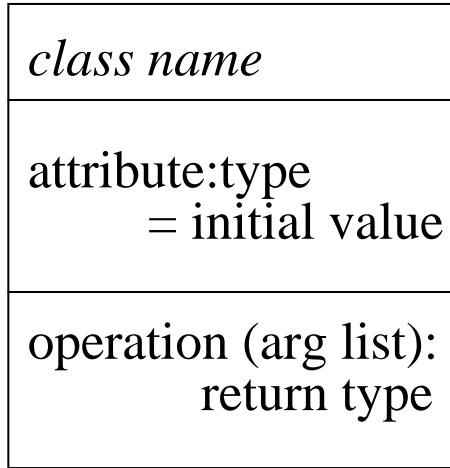 class name
attribute:type
= initial value
operation (arg list):
return type